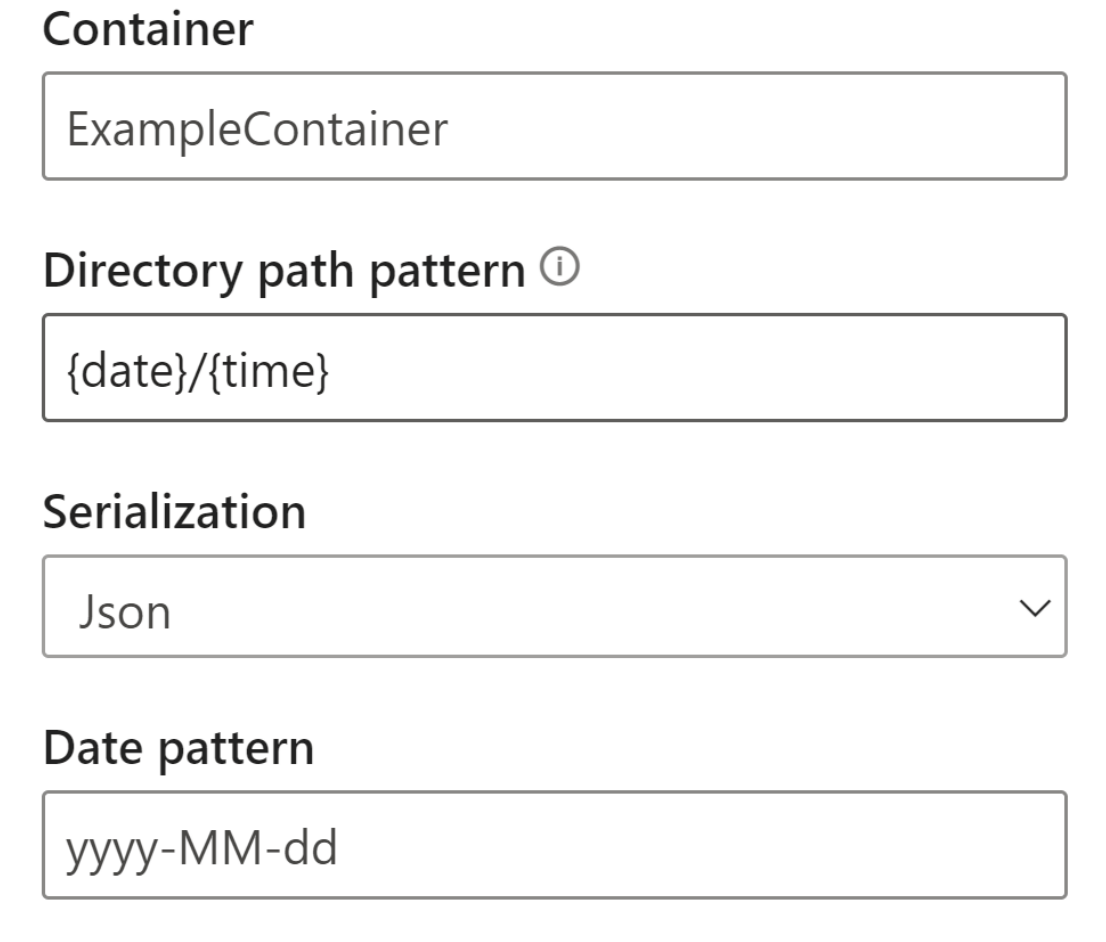 Container
ExampleContainer
Directory path pattern
{date}/{time}
Serialization
Json
Date pattern
yyyy-MM-dd